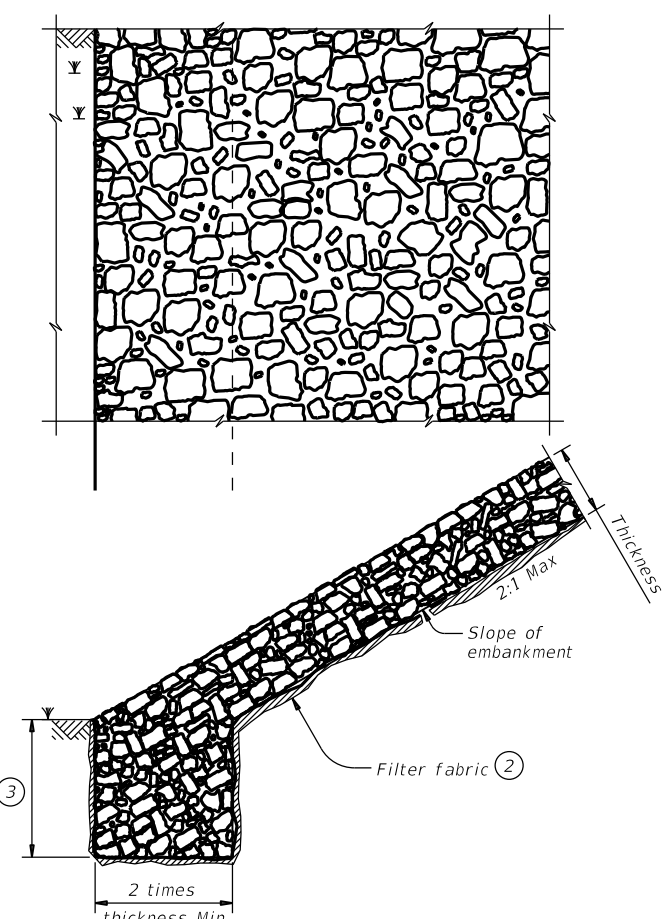 Thickness
2:1 Max
Slope of
embankment
Filter fabric 2
3
2 times
thickness Min